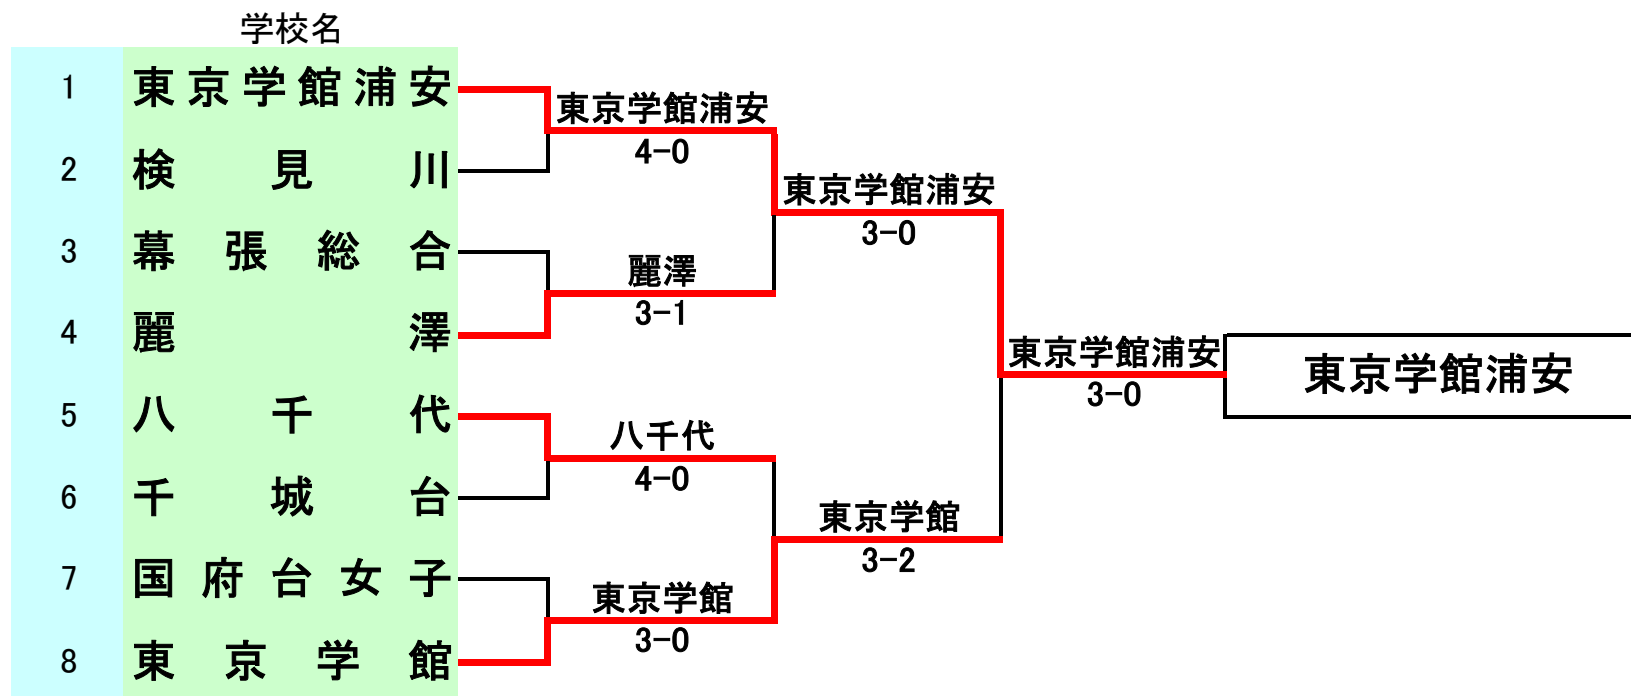 学校名
1 東京学館浦安
東京学館浦安
4-0
2 検見川
東京学館浦安
3-0
3 幕張総合
麗澤
3-1
4 麗澤
東京学館浦安
3-0
東京学館浦安
5 八千代
八千代
4-0
6 千城台
東京学館
3-2
7 国府台女子
東京学館
3-0
8 東京学館